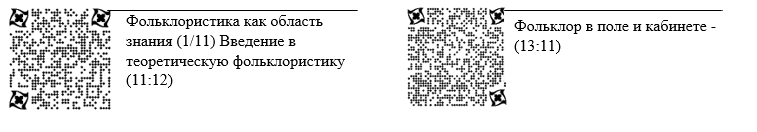 Фольклористика как область
знания (1/11) Введение в
теоретическую фольклористику
(11:12)
Фольклор в поле и кабинете -
(13:11)